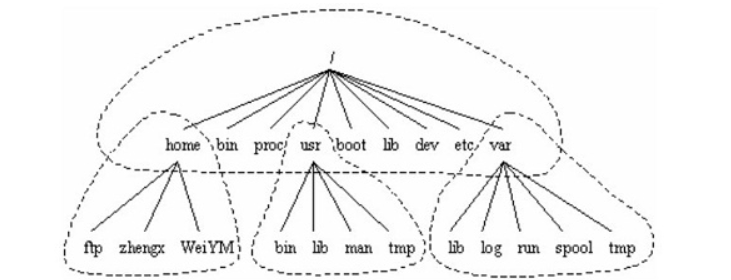 /
home bin proc usr boot lib dev etc var
ftp zhengx WeiYM bin lib man tmp lib log run spool tmp